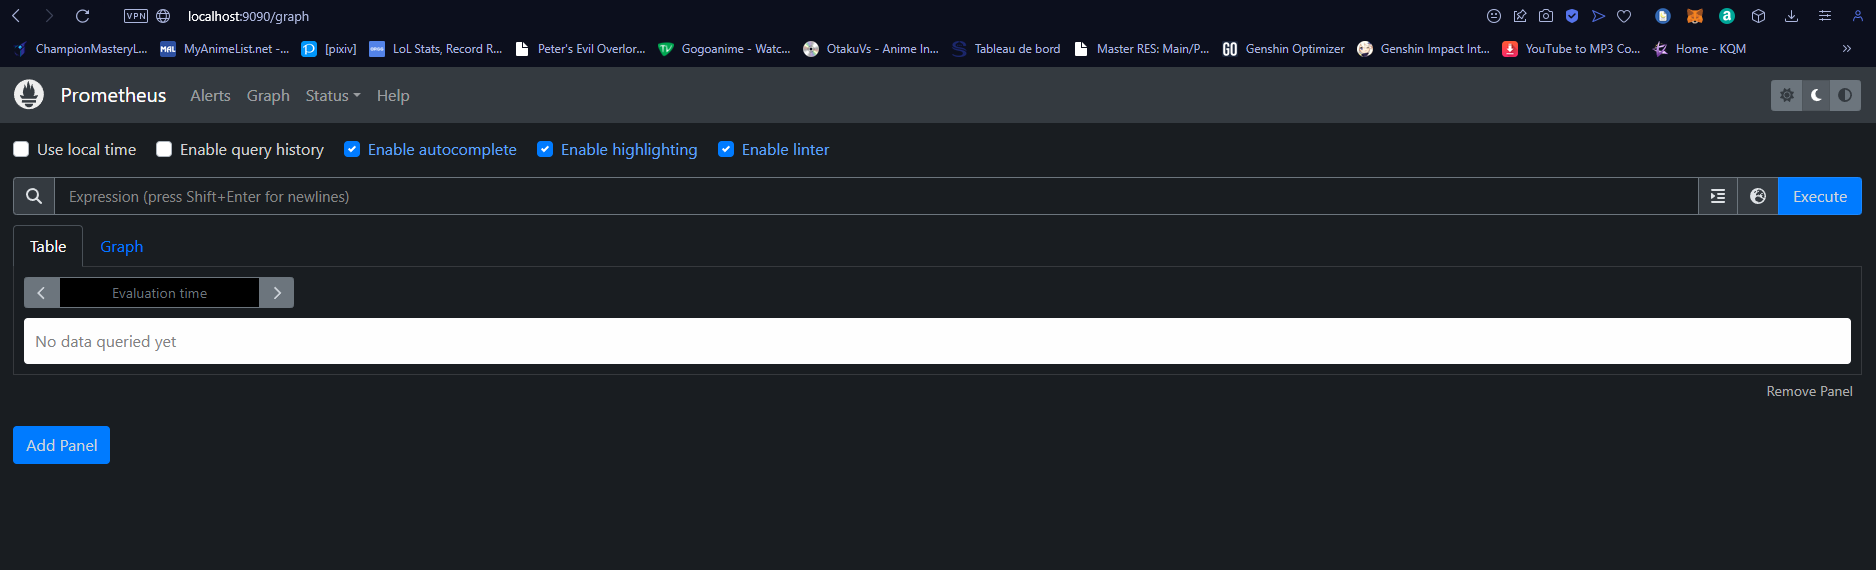 VPN localhost:9090/graph
ChampionMasteryL... MAL MyAnimeList.net -... [pixiv] LoL Stats, Record R... Peter's Evil Overlor... Gogoanime - Watc... OtakuVs - Anime In... Tableau de bord Master RES: Main/P... GO Genshin Optimizer Genshin Impact Int... YouTube to MP3 Co... Home - KQM
Prometheus Alerts Graph Status Help
Use local time Enable query history Enable autocomplete Enable highlighting Enable linter
Expression (press Shift+Enter for newlines) Execute
Table Graph
Evaluation time
No data queried yet
Remove Panel
Add Panel